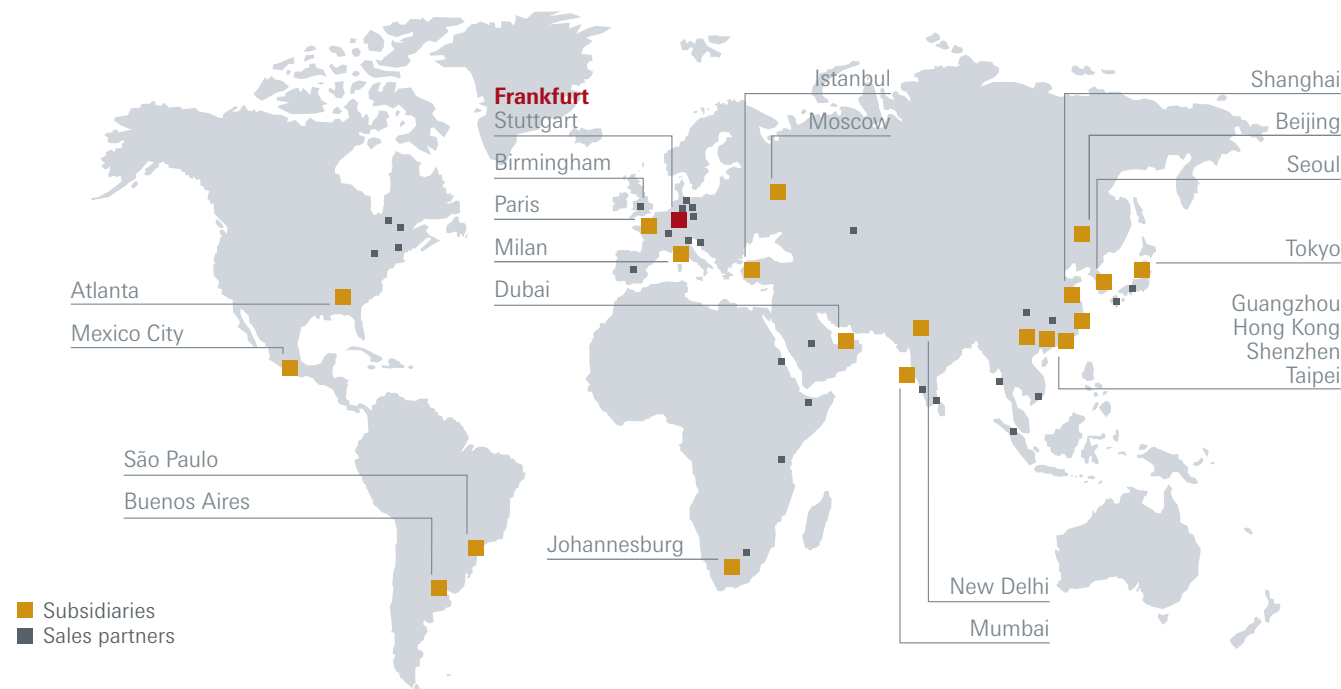 Frankfurt
Stuttgart
Birmingham
Paris
Milan
Dubai
Istanbul
Moscow
Shanghai
Beijing
Seoul
Tokyo
Guangzhou
Hong Kong
Shenzhen
Taipei
Atlanta
Mexico City
São Paulo
Buenos Aires
Johannesburg
New Delhi
Mumbai
Subsidiaries
Sales partners